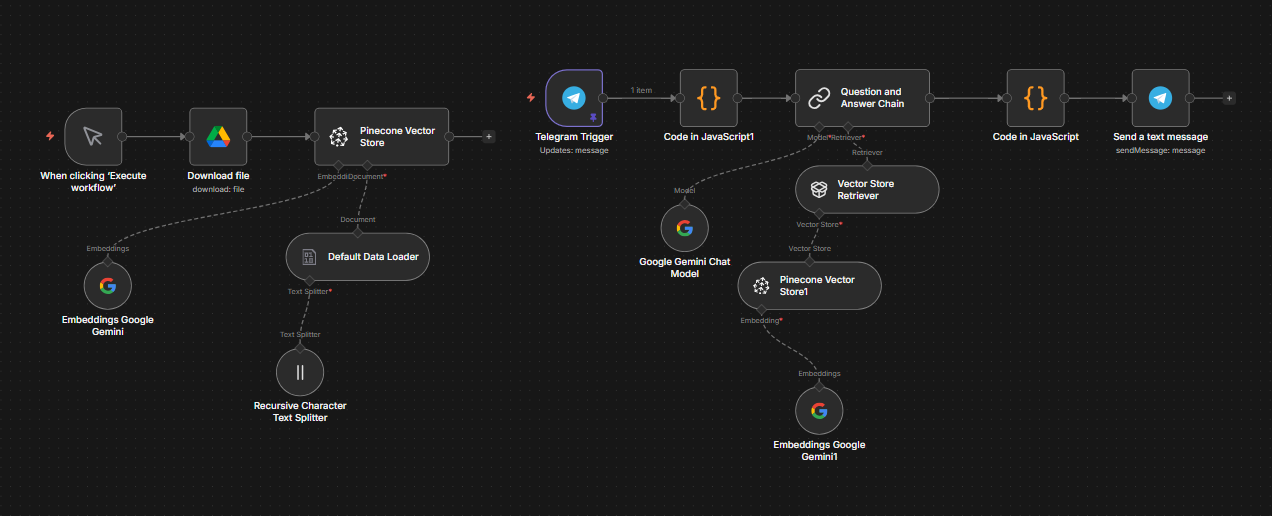 When clicking ‘Execute
workflow’
Download file
download: file
Pinecone Vector
Store
Embeddi
Document*
Embeddings
Embeddings Google
Gemini
Document
Default Data Loader
Text Splitter*
Text Splitter
Recursive Character
Text Splitter
Telegram Trigger
Updates: message
1 item
Code in JavaScript1
Question and
Answer Chain
Model*
Retriever*
Code in JavaScript
Send a text message
sendMessage: message
Model
Google Gemini Chat
Model
Retriever
Vector Store
Retriever
Vector Store*
Vector Store
Pinecone Vector
Store1
Embedding*
Embeddings
Embeddings Google
Gemini1